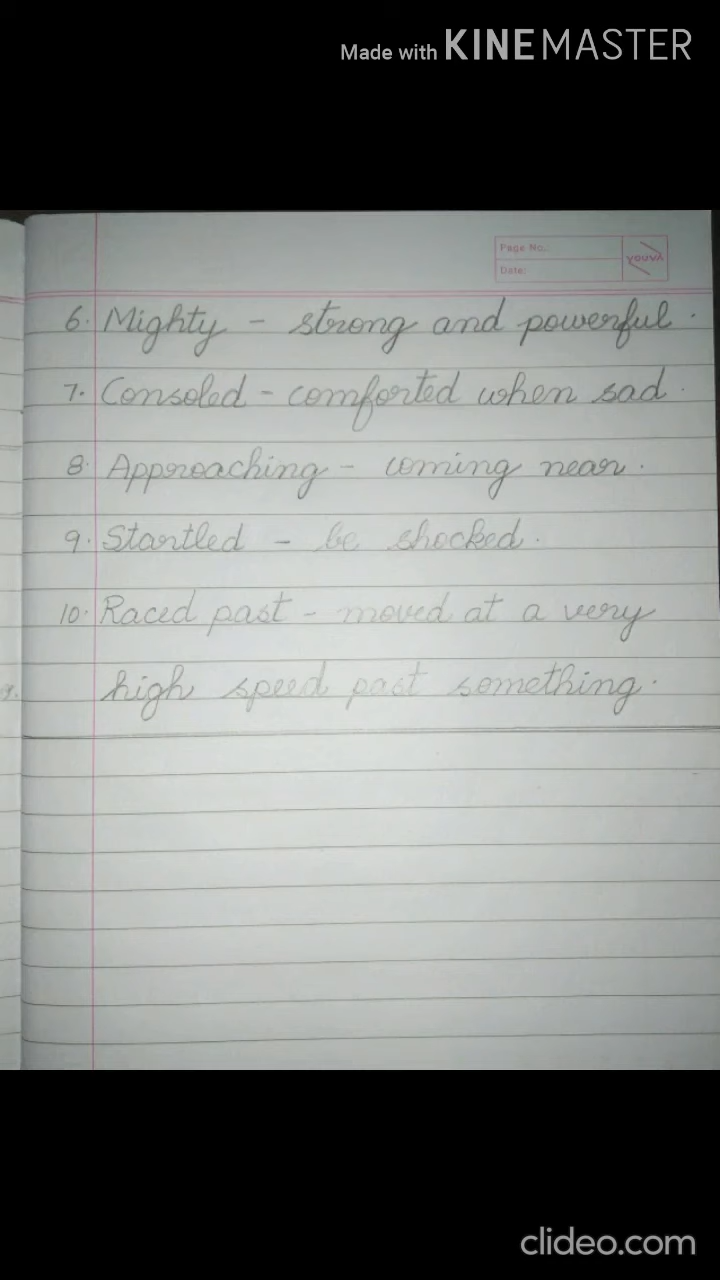 Made with KINEMASTER
Page No.:
Date:
youva
6. Mighty - strong and powerful.
7. Consoled - comforted when sad.
8. Approaching - coming near.
9. Startled - be shocked.
10. Raced past - moved at a very
high speed past something.
clideo.com